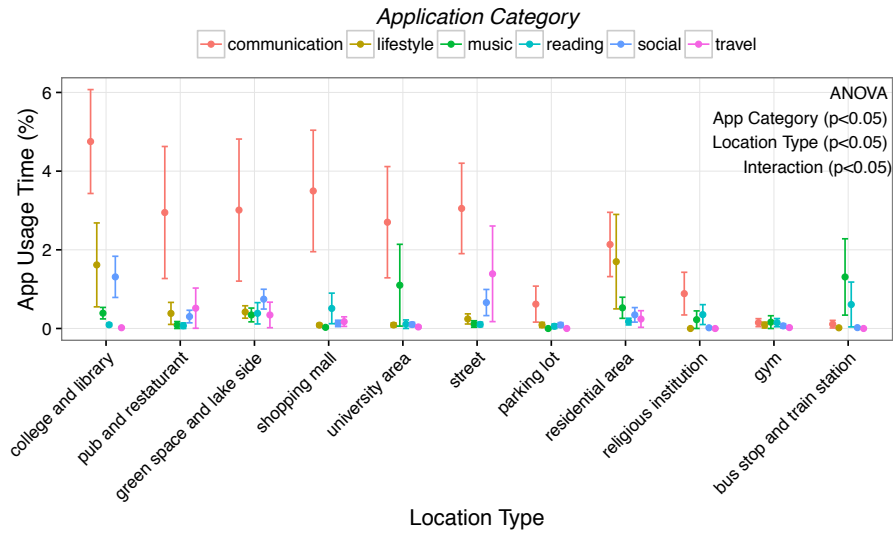 Application Category
communication lifestyle music reading social travel
ANOVA
App Category (p<0.05)
Location Type (p<0.05)
Interaction (p<0.05)
App Usage Time (%)
6
4
2
0
college and library
pub and restaturant
green space and lake side
shopping mall
university area
street
parking lot
residential area
religious institution
gym
bus stop and train station
Location Type